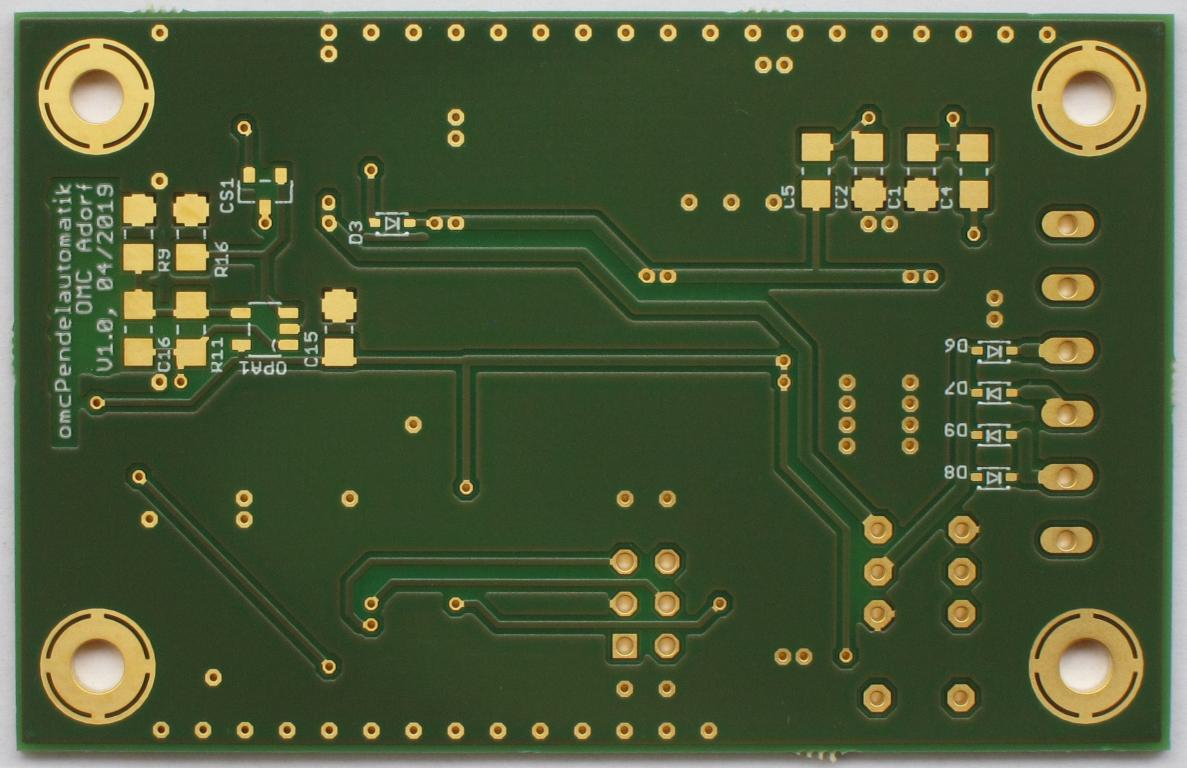 omcPendelautomatik
OMC Adorf
V1.0, 04/2019
CS1
D3
R9
R16
C16
R11
OPA1
C15
C5
C2
C1
C4
D6
D7
D9
D8